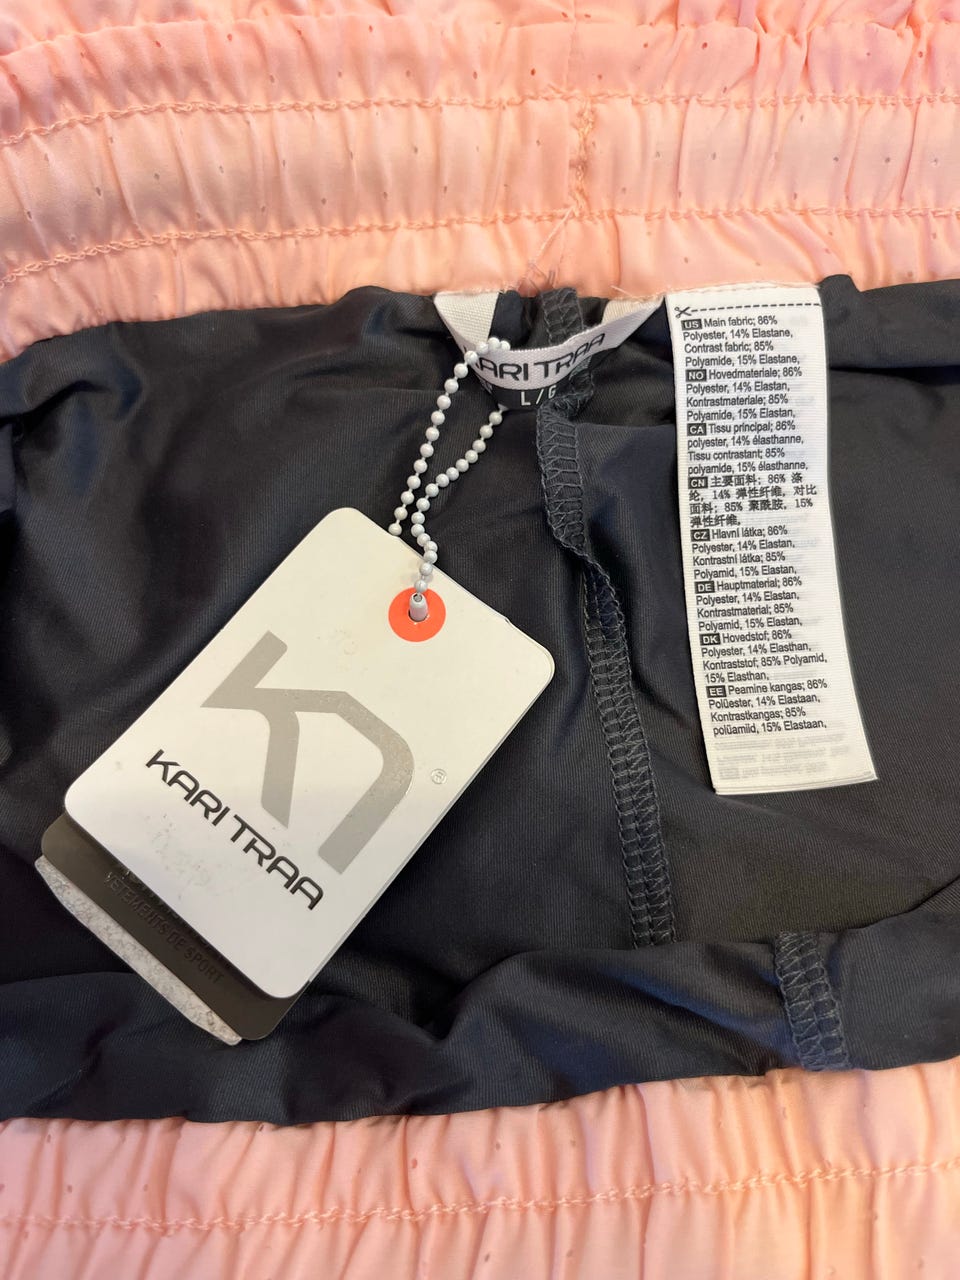 KARI TRAA
L/G
US Main fabric; 86%
Polyester, 14% Elastane,
Contrast fabric; 85%
Polyamide, 15% Elastane,
NO Hovedmateriale; 86%
Polyester, 14% Elastan,
Kontrastmateriale; 85%
Polyamide, 15% Elastan,
CA Tissu principal; 86%
polyester, 14% élasthanne,
Tissu contrastant; 85%
polyamide, 15% élasthanne,
CN 主要面料; 86% 涤
纶, 14% 弹性纤维, 对比
面料; 85% 聚酰胺, 15%
弹性纤维,
CZ Hlavní látka; 86%
Polyester, 14% Elastan,
Kontrastní látka; 85%
Polyamid, 15% Elastan,
DE Hauptmaterial; 86%
Polyester, 14% Elastan,
Kontrastmaterial; 85%
Polyamid, 15% Elastan,
DK Hovedstof; 86%
Polyester, 14% Elasthan,
Kontraststof; 85% Polyamid,
15% Elasthan,
EE Peamine kangas; 86%
Polüester, 14% Elastaan,
Kontrastkangas; 85%
polüamiid, 15% Elastaan,
®
KARI TRAA
VÊTEMENTS DE SPORT